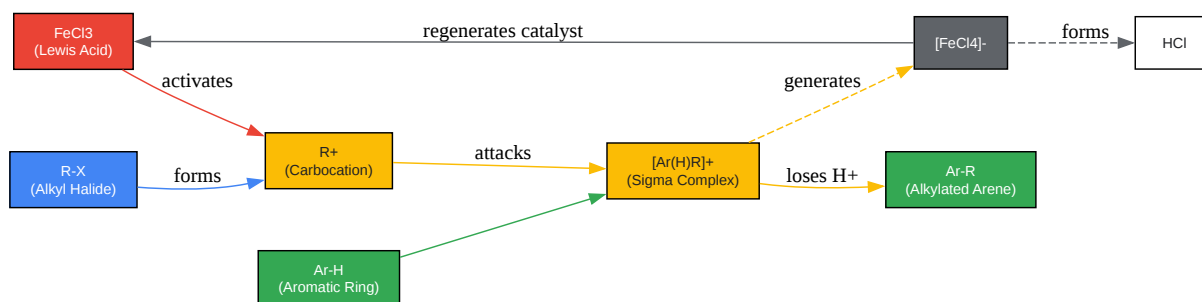 FeCl3
(Lewis Acid)
regenerates catalyst
[FeCl4]-
forms
HCl
activates
generates
R-X
(Alkyl Halide)
forms
R+
(Carbocation)
attacks
[Ar(H)R]+
(Sigma Complex)
loses H+
Ar-R
(Alkylated Arene)
Ar-H
(Aromatic Ring)